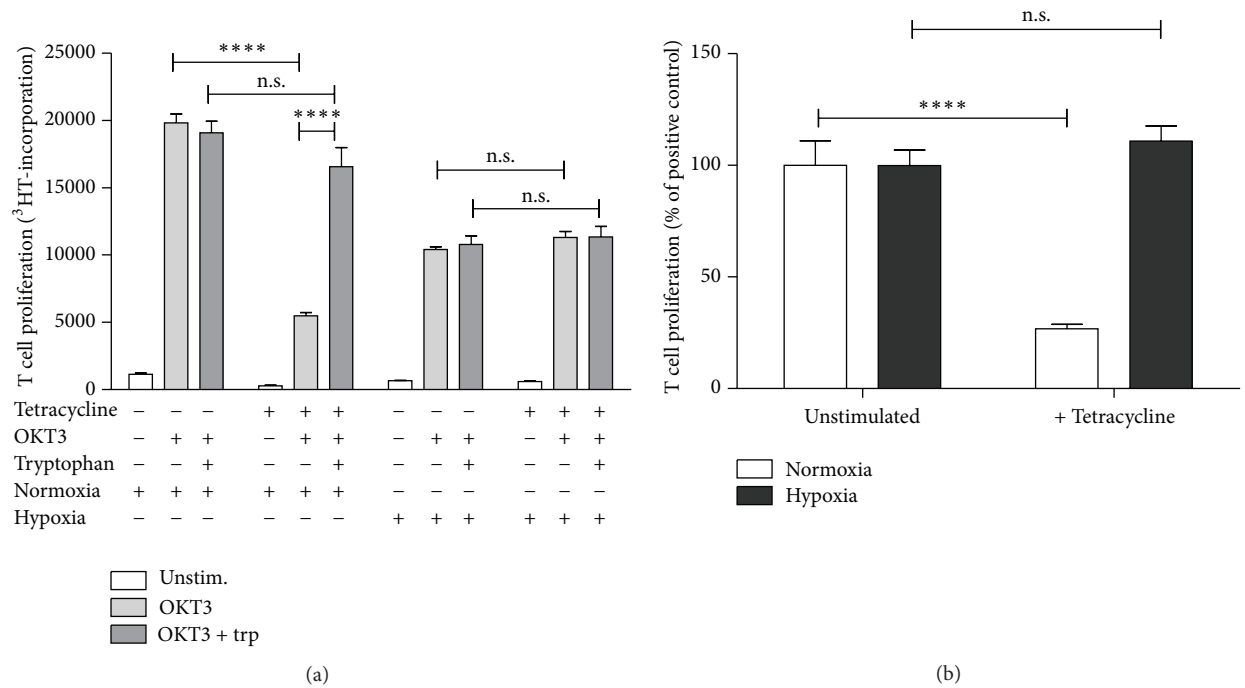 T cell proliferation (³HT-incorporation)
25000
20000
15000
10000
5000
0
****
n.s.
****
n.s.
n.s.
Tetracycline − − − + + + − − − + + +
OKT3 − + + − + + − + + − + +
Tryptophan − − + − − + − − + − − +
Normoxia + + + + + + − − − − − −
Hypoxia − − − − − − + + + + + +
Unstim.
OKT3
OKT3 + trp
(a)
T cell proliferation (% of positive control)
150
100
50
0
n.s.
****
Unstimulated + Tetracycline
Normoxia
Hypoxia
(b)